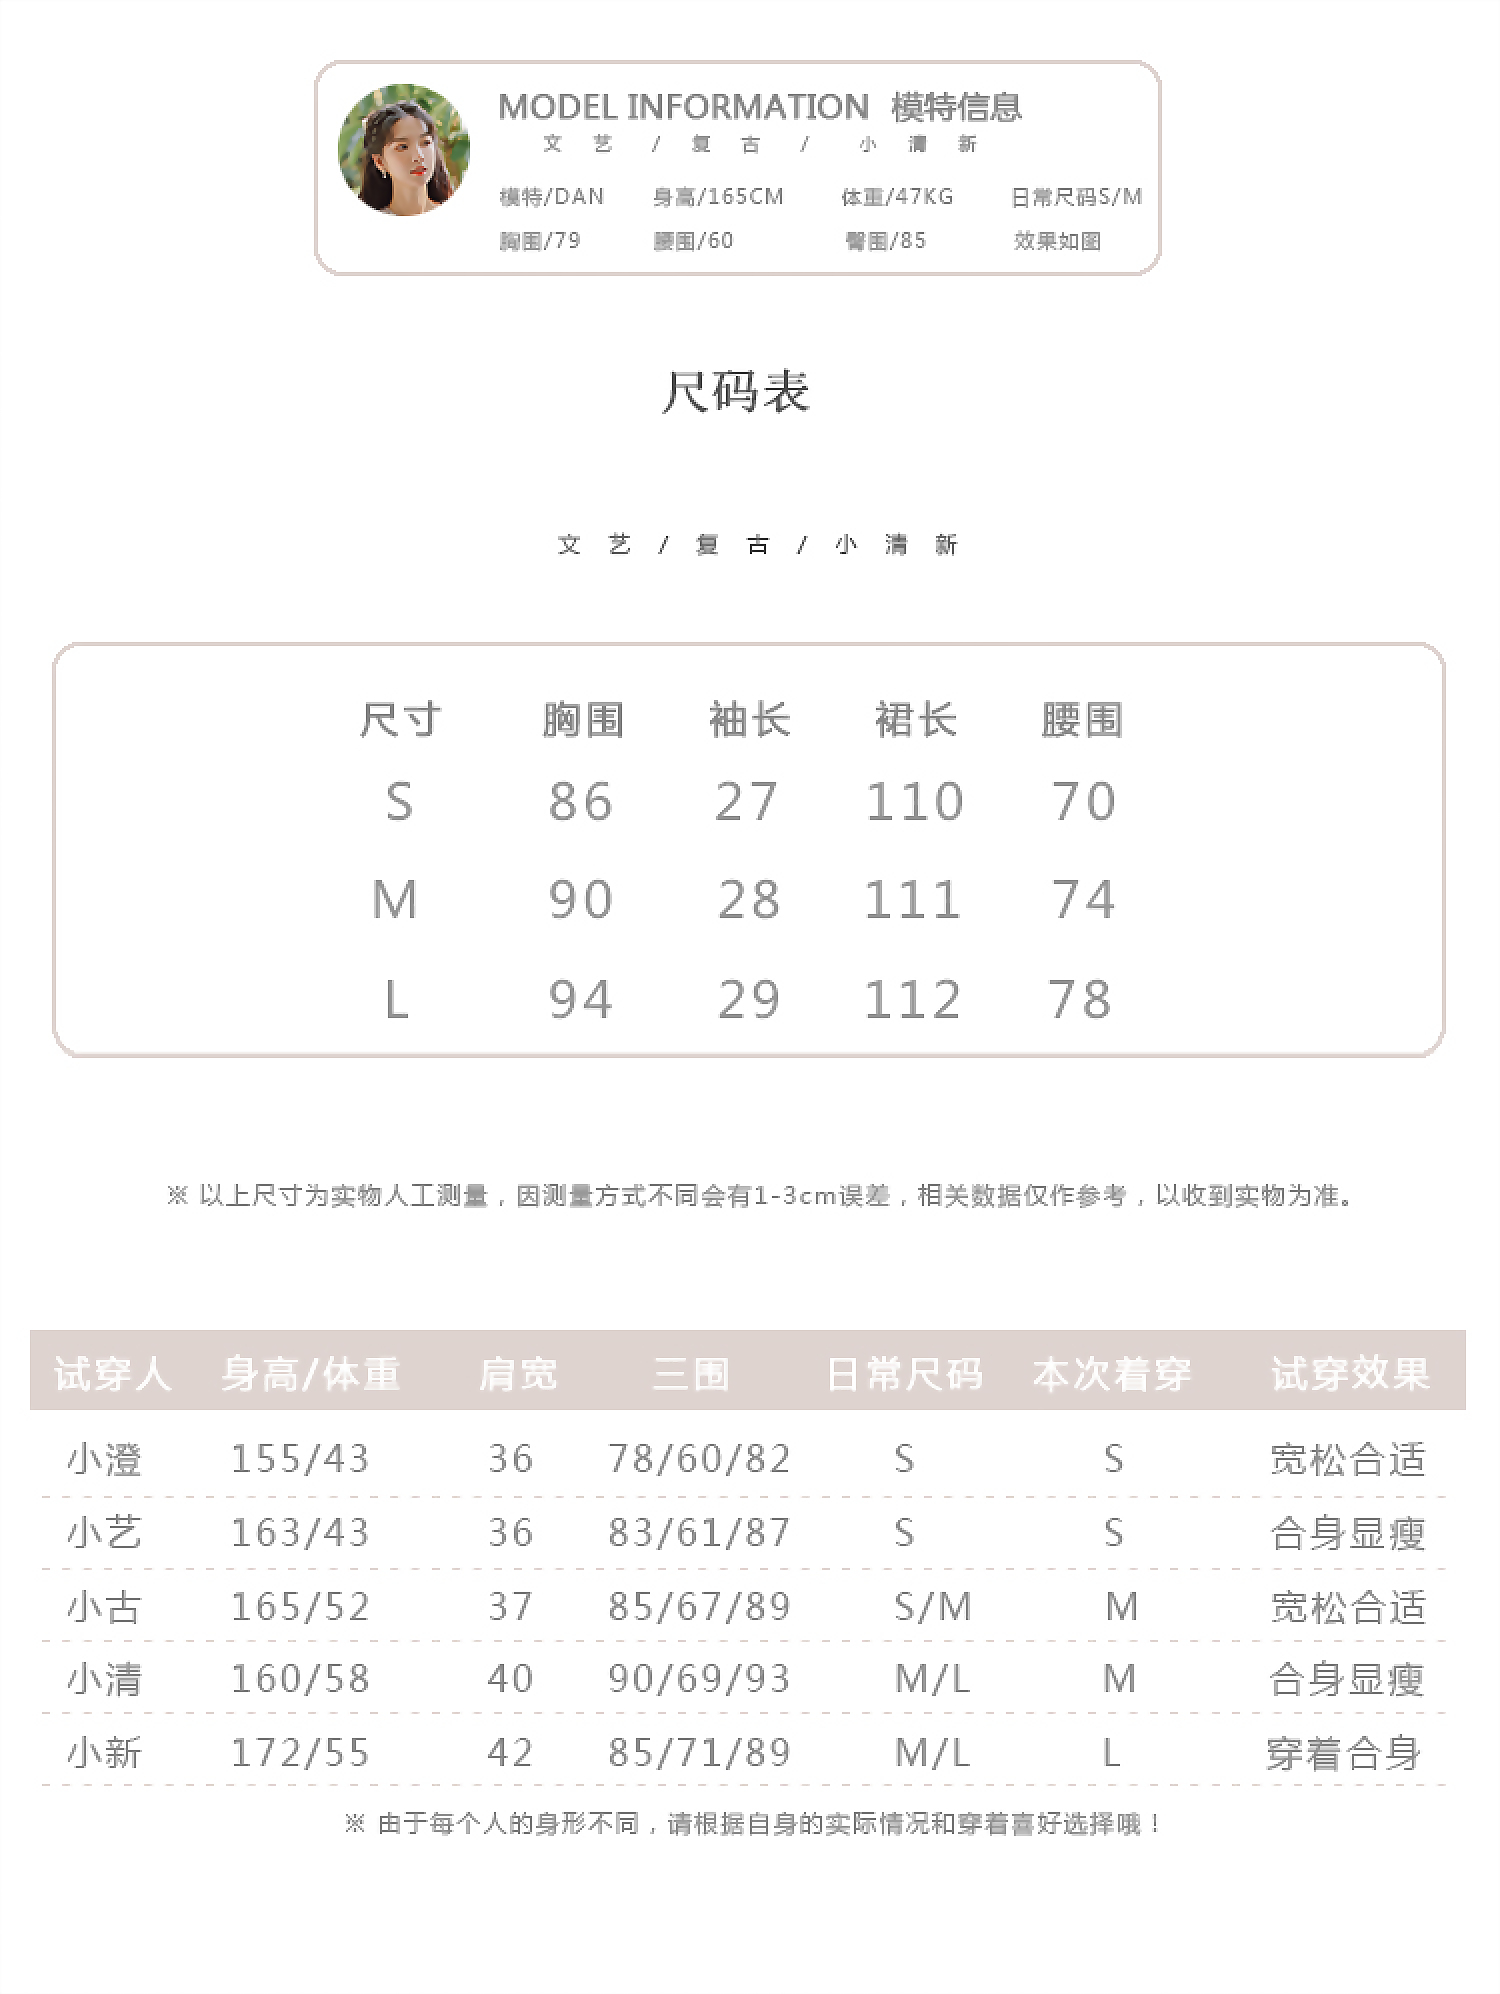 MODEL INFORMATION 模特信息
文 艺 / 复 古 / 小 清 新
模特/DAN 身高/165CM 体重/47KG 日常尺码S/M
胸围/79 腰围/60 臀围/85 效果如图
尺码表
文 艺 / 复 古 / 小 清 新
尺寸 胸围 袖长 裙长 腰围
S 86 27 110 70
M 90 28 111 74
L 94 29 112 78
※ 以上尺寸为实物人工测量，因测量方式不同会有1-3cm误差，相关数据仅作参考，以收到实物为准。
试穿人 身高/体重 肩宽 三围 日常尺码 本次着穿 试穿效果
小澄 155/43 36 78/60/82 S S 宽松合适
小艺 163/43 36 83/61/87 S S 合身显瘦
小古 165/52 37 85/67/89 S/M M 宽松合适
小清 160/58 40 90/69/93 M/L M 合身显瘦
小新 172/55 42 85/71/89 M/L L 穿着合身
※ 由于每个人的身形不同，请根据自身的实际情况和穿着喜好选择哦！